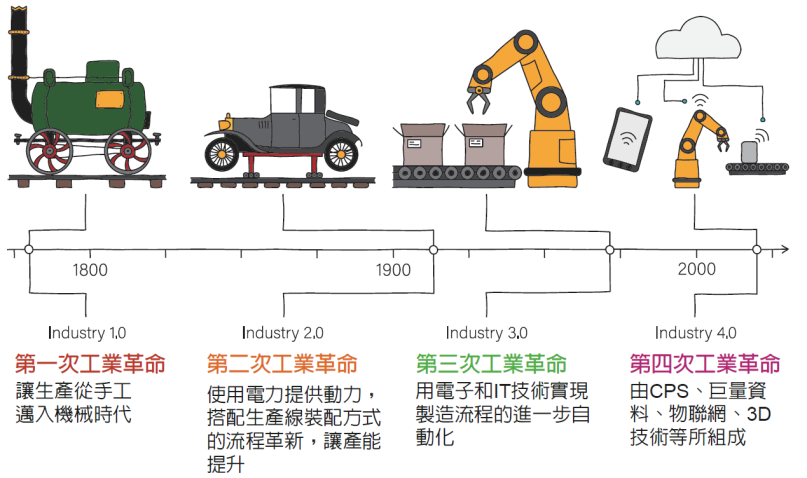 1800
1900
2000
Industry 1.0
第一次工業革命
讓生產從手工
邁入機械時代
Industry 2.0
第二次工業革命
使用電力提供動力，
搭配生產線裝配方式
的流程革新，讓產能
提升
Industry 3.0
第三次工業革命
用電子和IT技術實現
製造流程的進一步自
動化
Industry 4.0
第四次工業革命
由CPS、巨量資
料、物聯網、3D
技術等所組成